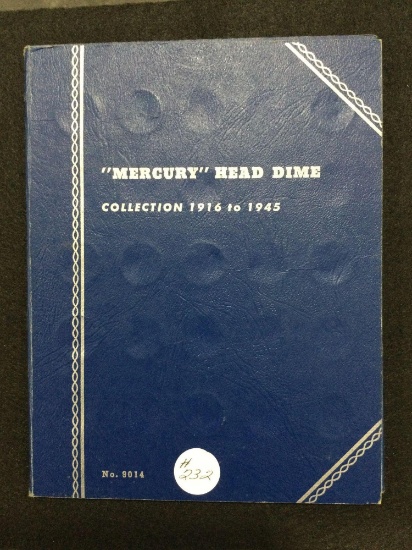 "MERCURY" HEAD DIME
COLLECTION 1916 to 1945
No. 9014
#
232